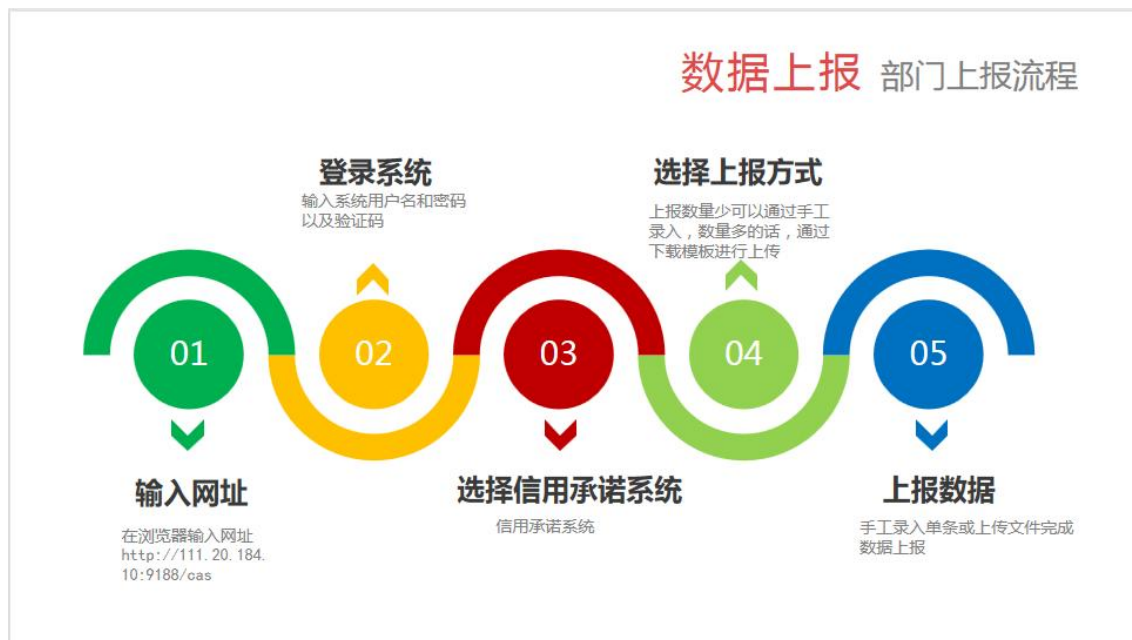 数据上报 部门上报流程
登录系统
输入系统用户名和密码
以及验证码
选择上报方式
上报数量少可以通过手工
录入，数量多的话，通过
下载模板进行上传
01
02
03
04
05
输入网址
在浏览器输入网址
http://111.20.184.
10:9188/cas
选择信用承诺系统
信用承诺系统
上报数据
手工录入单条或上传文件完成
数据上报